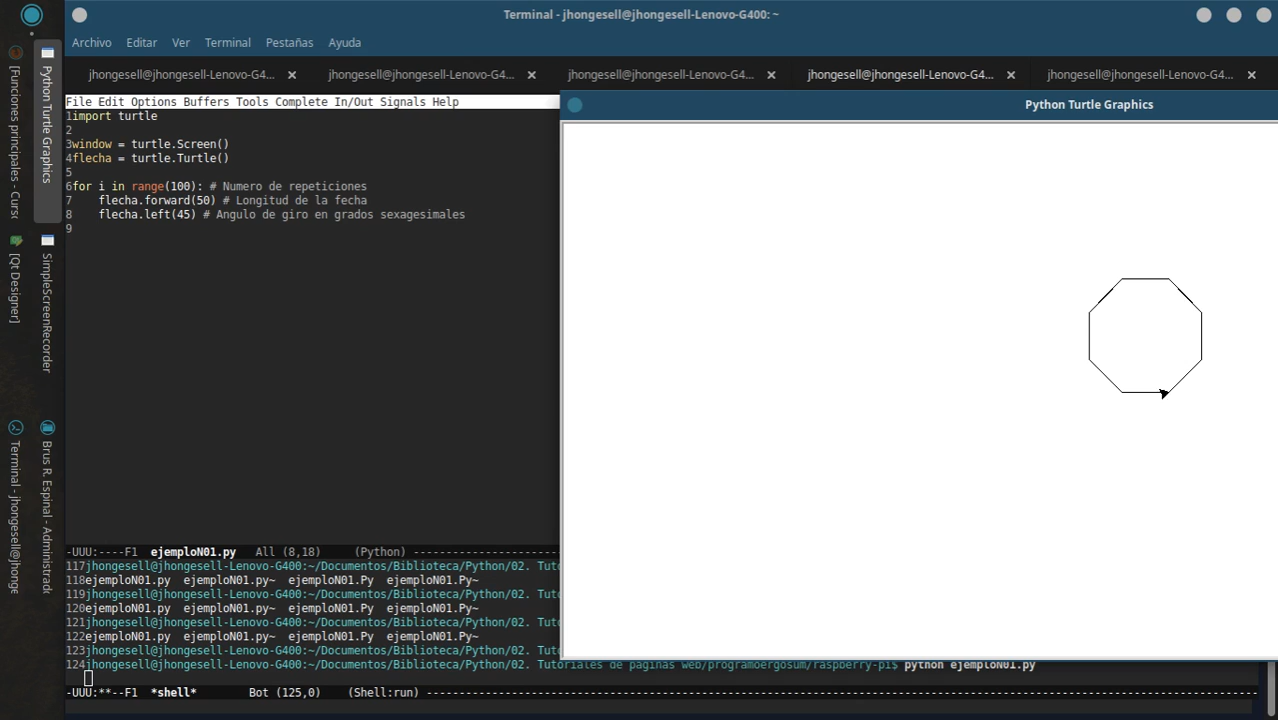 Terminal - jhongesell@jhongesell-Lenovo-G400: ~
Archivo Editar Ver Terminal Pestañas Ayuda
jhongesell@jhongesell-Lenovo-G4... jhongesell@jhongesell-Lenovo-G4... jhongesell@jhongesell-Lenovo-G4... jhongesell@jhongesell-Lenovo-G4... jhongesell@jhongesell-Lenovo-G4...
File Edit Options Buffers Tools Complete In/Out Signals Help
1import turtle
2
3window = turtle.Screen()
4flecha = turtle.Turtle()
5
6for i in range(100): # Numero de repeticiones
7    flecha.forward(50) # Longitud de la fecha
8    flecha.left(45) # Angulo de giro en grados sexagesimales
9
-UUU:----F1  ejemploN01.py   All (8,18)     (Python) ----------------------
117jhongesell@jhongesell-Lenovo-G400:~/Documentos/Biblioteca/Python/02. Tuto
118ejemploN01.py  ejemploN01.py~  ejemploN01.Py  ejemploN01.Py~
119jhongesell@jhongesell-Lenovo-G400:~/Documentos/Biblioteca/Python/02. Tuto
120ejemploN01.py  ejemploN01.py~  ejemploN01.Py  ejemploN01.Py~
121jhongesell@jhongesell-Lenovo-G400:~/Documentos/Biblioteca/Python/02. Tuto
122ejemploN01.py  ejemploN01.py~  ejemploN01.Py  ejemploN01.Py~
123jhongesell@jhongesell-Lenovo-G400:~/Documentos/Biblioteca/Python/02. Tuto
124jhongesell@jhongesell-Lenovo-G400:~/Documentos/Biblioteca/Python/02. Tutoriales de paginas web/programoergosum/raspberry-pi$ python ejemploN01.py
-UUU:**--F1  *shell*        Bot (125,0)    (Shell:run) ----------------------
Python Turtle Graphics
[Funciones principales - Curso
Python Turtle Graphics
[Qt Designer]
SimpleScreenRecorder
Terminal - jhongesell@jhonge
Brus R. Espinal - Administrad